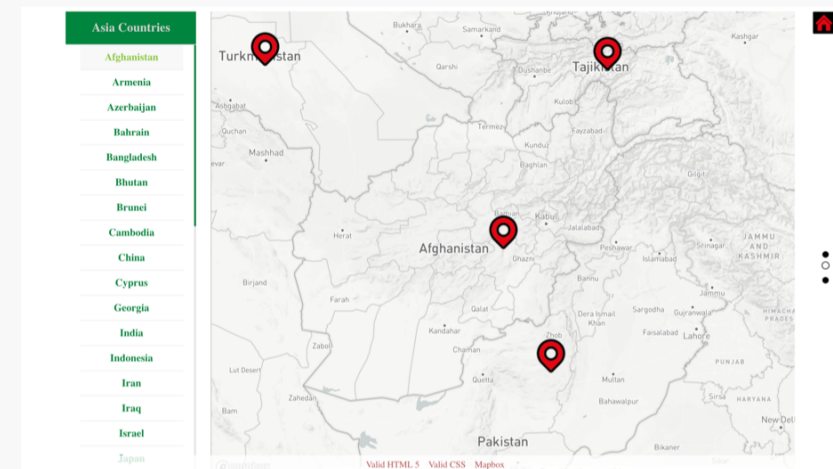 Asia Countries
Afghanistan
Armenia
Azerbaijan
Bahrain
Bangladesh
Bhutan
Brunei
Cambodia
China
Cyprus
Georgia
India
Indonesia
Iran
Iraq
Israel
Japan
Bukhara
Samarkand
Kashgar
Qarshi
Dushanbe
Ashgabat
Kulob
Quchan
Termez
Fayzabad
Mashhad
Kunduz
Baghlan
Gilgit
Kabul
Herat
Jalalabad
Afghanistan
Ghazni
Peshawar
Islamabad
Srinagar
JAMMU
AND
KASHMIR
Birjand
Bannu
Farah
Jammu
Qalat
Dera Ismail
Khan
Sargodha
Gujranwala
Kandahar
Zhob
Faisalabad
Lahore
Zabol
Chaman
Lut Desert
Quetta
Multan
PUNJAB
Zahedan
Bahawalpur
Sirsa
HARYANA
Bam
New Del
Pakistan
Bikaner
Valid HTML 5 Valid CSS Mapbox